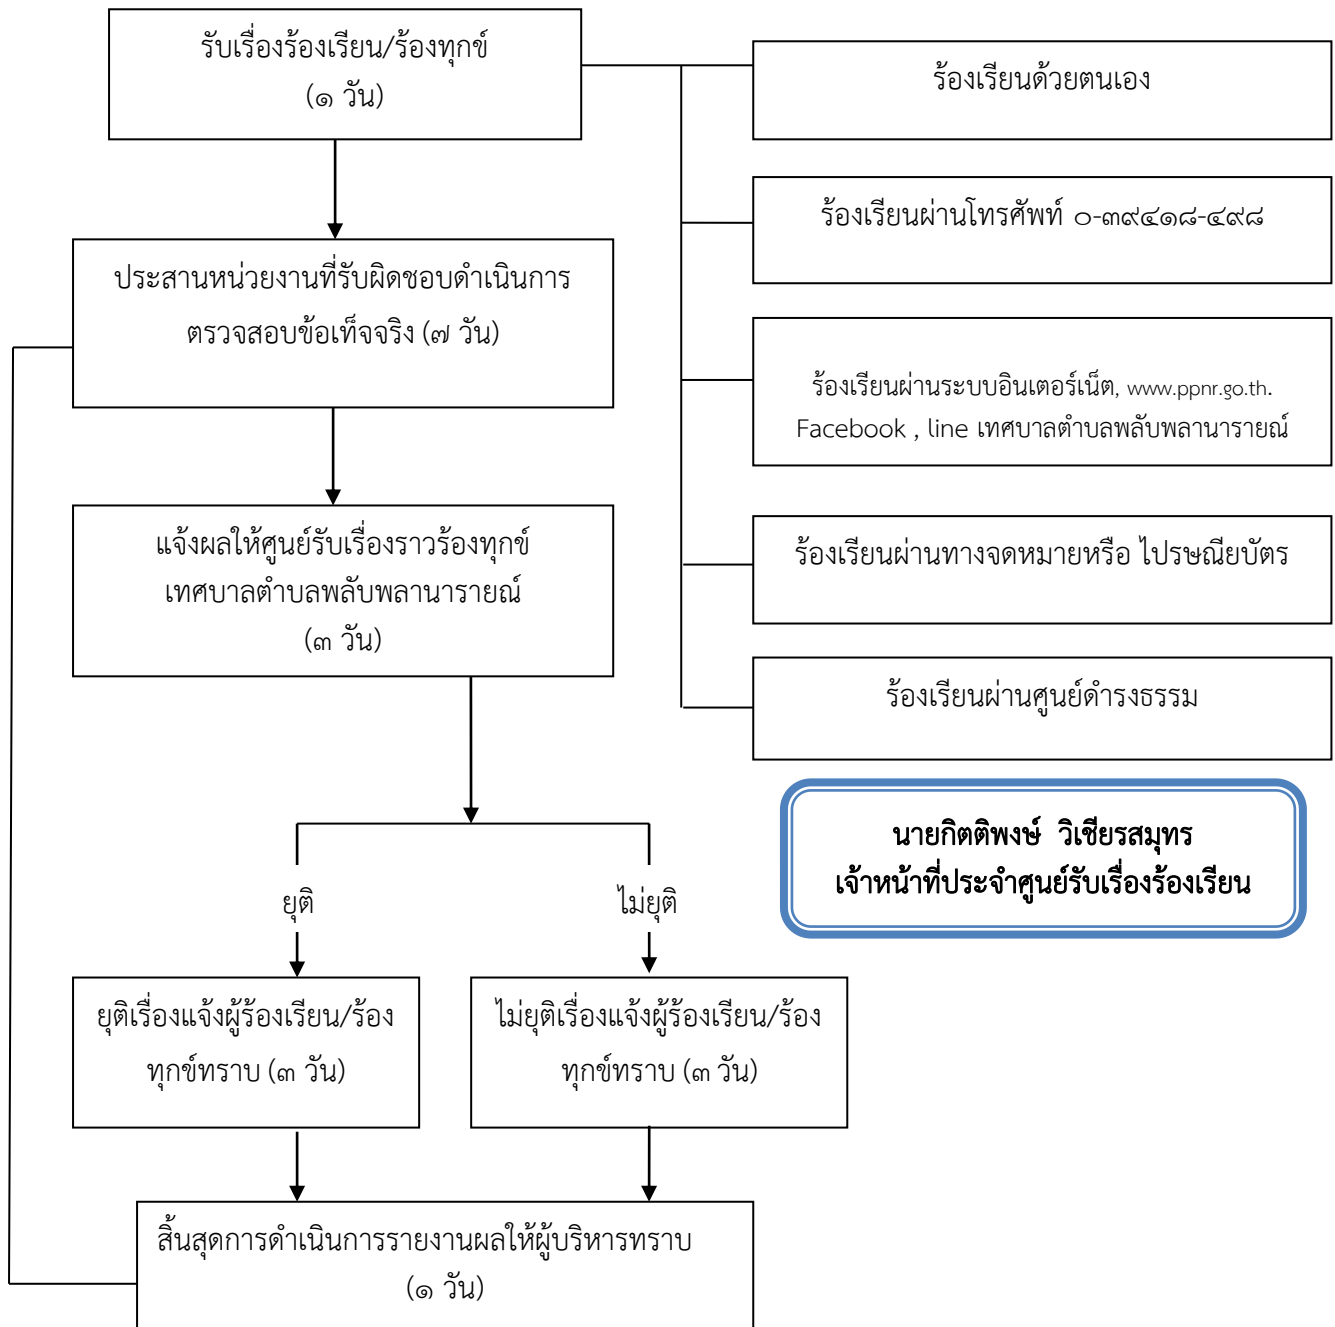 รับเรื่องร้องเรียน/ร้องทุกข์
(๑ วัน)
ร้องเรียนด้วยตนเอง
ร้องเรียนผ่านโทรศัพท์ ๐-๓๙๔๑๘-๔๙๘
ประสานหน่วยงานที่รับผิดชอบดำเนินการ
ตรวจสอบข้อเท็จจริง (๗ วัน)
ร้องเรียนผ่านระบบอินเตอร์เน็ต, www.ppnr.go.th.
Facebook , line เทศบาลตำบลพลับพลานารายณ์
แจ้งผลให้ศูนย์รับเรื่องราวร้องทุกข์
เทศบาลตำบลพลับพลานารายณ์
(๓ วัน)
ร้องเรียนผ่านทางจดหมายหรือ ไปรษณียบัตร
ร้องเรียนผ่านศูนย์ดำรงธรรม
นายกิตติพงษ์ วิเชียรสมุทร
เจ้าหน้าที่ประจำศูนย์รับเรื่องร้องเรียน
ยุติ
ไม่ยุติ
ยุติเรื่องแจ้งผู้ร้องเรียน/ร้อง
ทุกข์ทราบ (๓ วัน)
ไม่ยุติเรื่องแจ้งผู้ร้องเรียน/ร้อง
ทุกข์ทราบ (๓ วัน)
สิ้นสุดการดำเนินการรายงานผลให้ผู้บริหารทราบ
(๑ วัน)